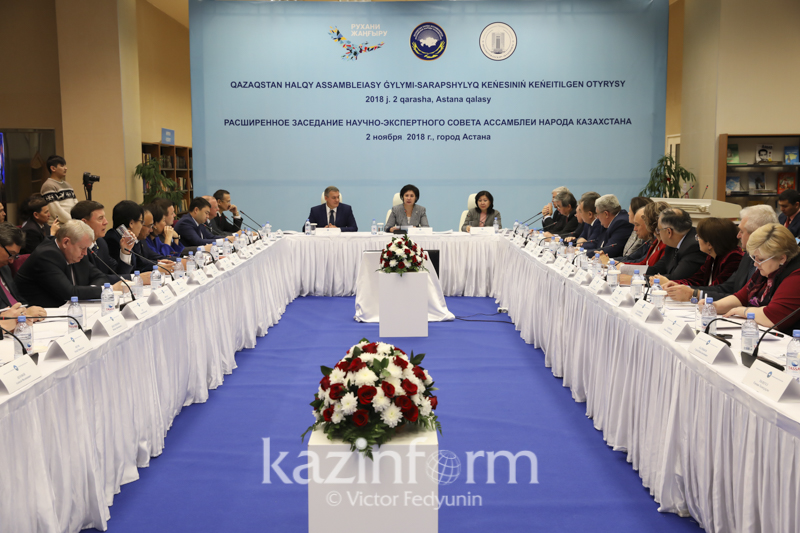 РУХАНИ
ЖАҢҒЫРУ
QAZAQSTAN HALQY ASSAMBLEIASY ǴYLYMI-SARAPSHYLYQ KEŃESINIŃ KEŃEITILGEN OTYRYSY
2018 j. 2 qarasha, Astana qalasy
РАСШИРЕННОЕ ЗАСЕДАНИЕ НАУЧНО-ЭКСПЕРТНОГО СОВЕТА АССАМБЛЕИ НАРОДА КАЗАХСТАНА
2 ноября 2018 г., город Астана
kazinform
© Victor Fedyunin